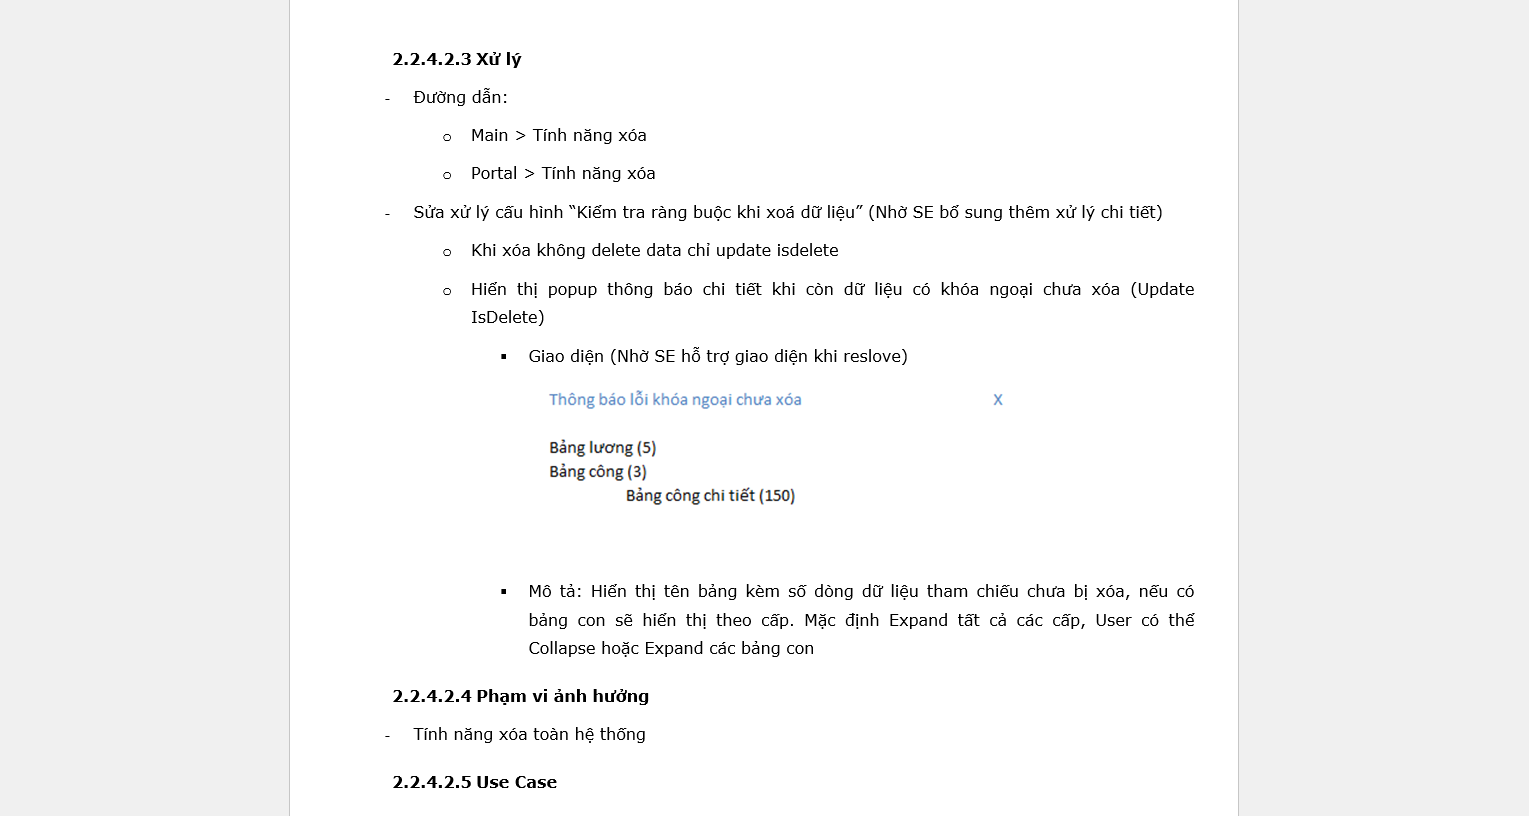 2.2.4.2.3 Xử lý
- Đường dẫn:
o Main > Tính năng xóa
o Portal > Tính năng xóa
- Sửa xử lý cấu hình “Kiểm tra ràng buộc khi xoá dữ liệu” (Nhờ SE bổ sung thêm xử lý chi tiết)
o Khi xóa không delete data chỉ update isdelete
o Hiển thị popup thông báo chi tiết khi còn dữ liệu có khóa ngoại chưa xóa (Update
IsDelete)
▪ Giao diện (Nhờ SE hỗ trợ giao diện khi reslove)
Thông báo lỗi khóa ngoại chưa xóa X
Bảng lương (5)
Bảng công (3)
Bảng công chi tiết (150)
▪ Mô tả: Hiển thị tên bảng kèm số dòng dữ liệu tham chiếu chưa bị xóa, nếu có
bảng con sẽ hiển thị theo cấp. Mặc định Expand tất cả các cấp, User có thể
Collapse hoặc Expand các bảng con
2.2.4.2.4 Phạm vi ảnh hưởng
- Tính năng xóa toàn hệ thống
2.2.4.2.5 Use Case